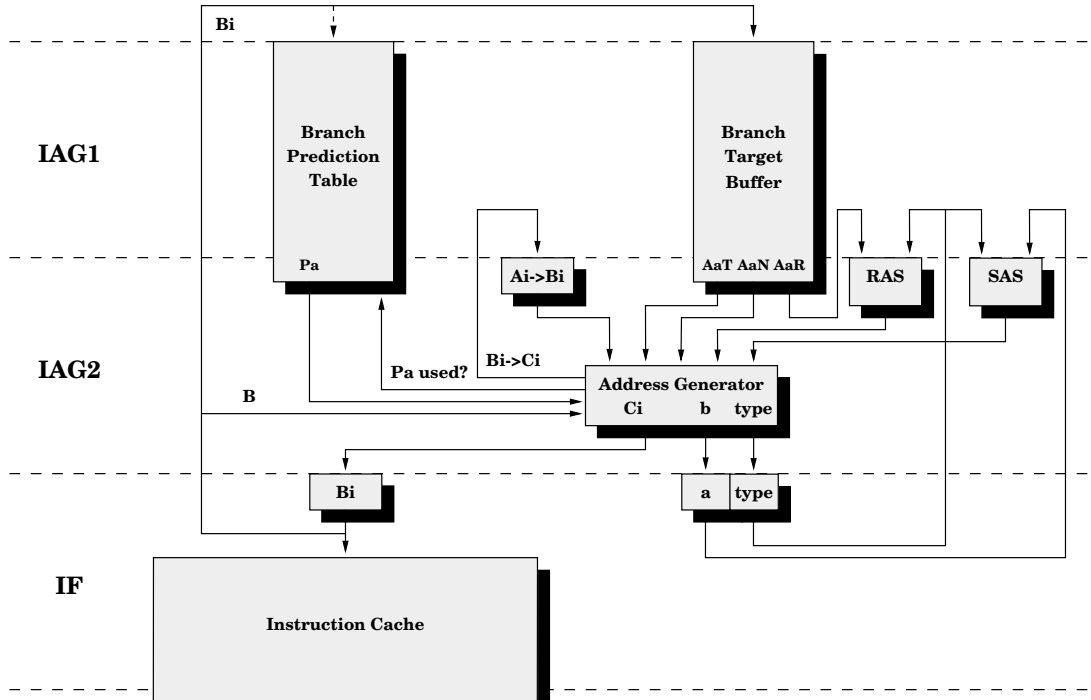 Bi
IAG1
Branch
Prediction
Table
Pa
Branch
Target
Buffer
AaT AaN AaR
Ai->Bi
RAS
SAS
IAG2
Bi->Ci
Pa used?
B
Address Generator
Ci b type
Bi
a type
IF
Instruction Cache